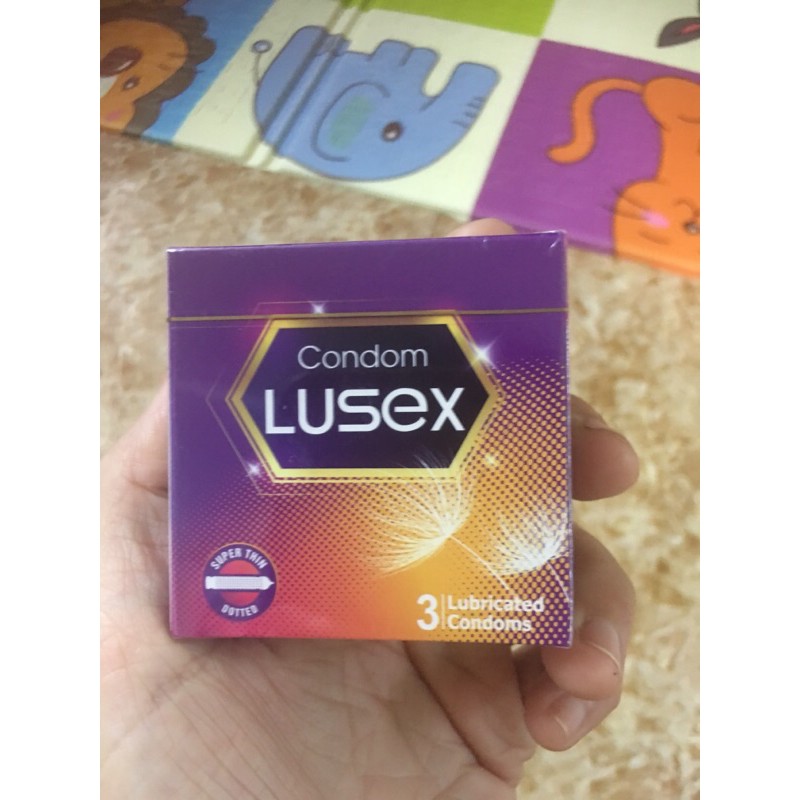 Condom
LUSEX
SUPER THIN
DOTTED
3 Lubricated
Condoms